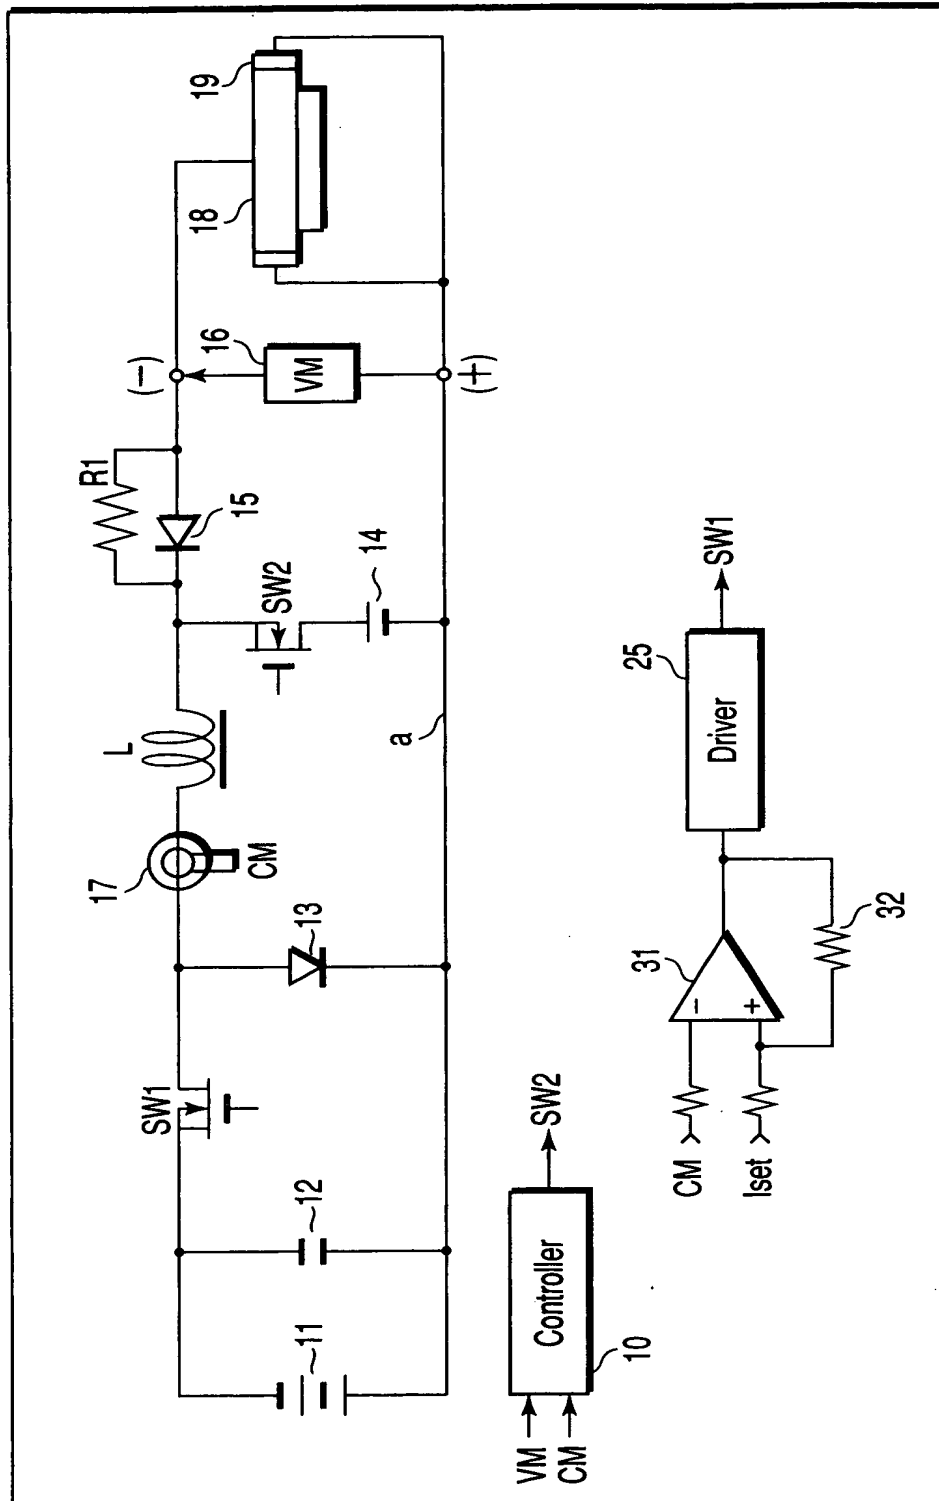 19
18
(–)
16
VM
(+)
R1
15
SW2
14
L
a
17
CM
13
SW1
12
11
SW1
25
Driver
32
31
–
+
CM
Iset
SW2
Controller
10
VM
CM